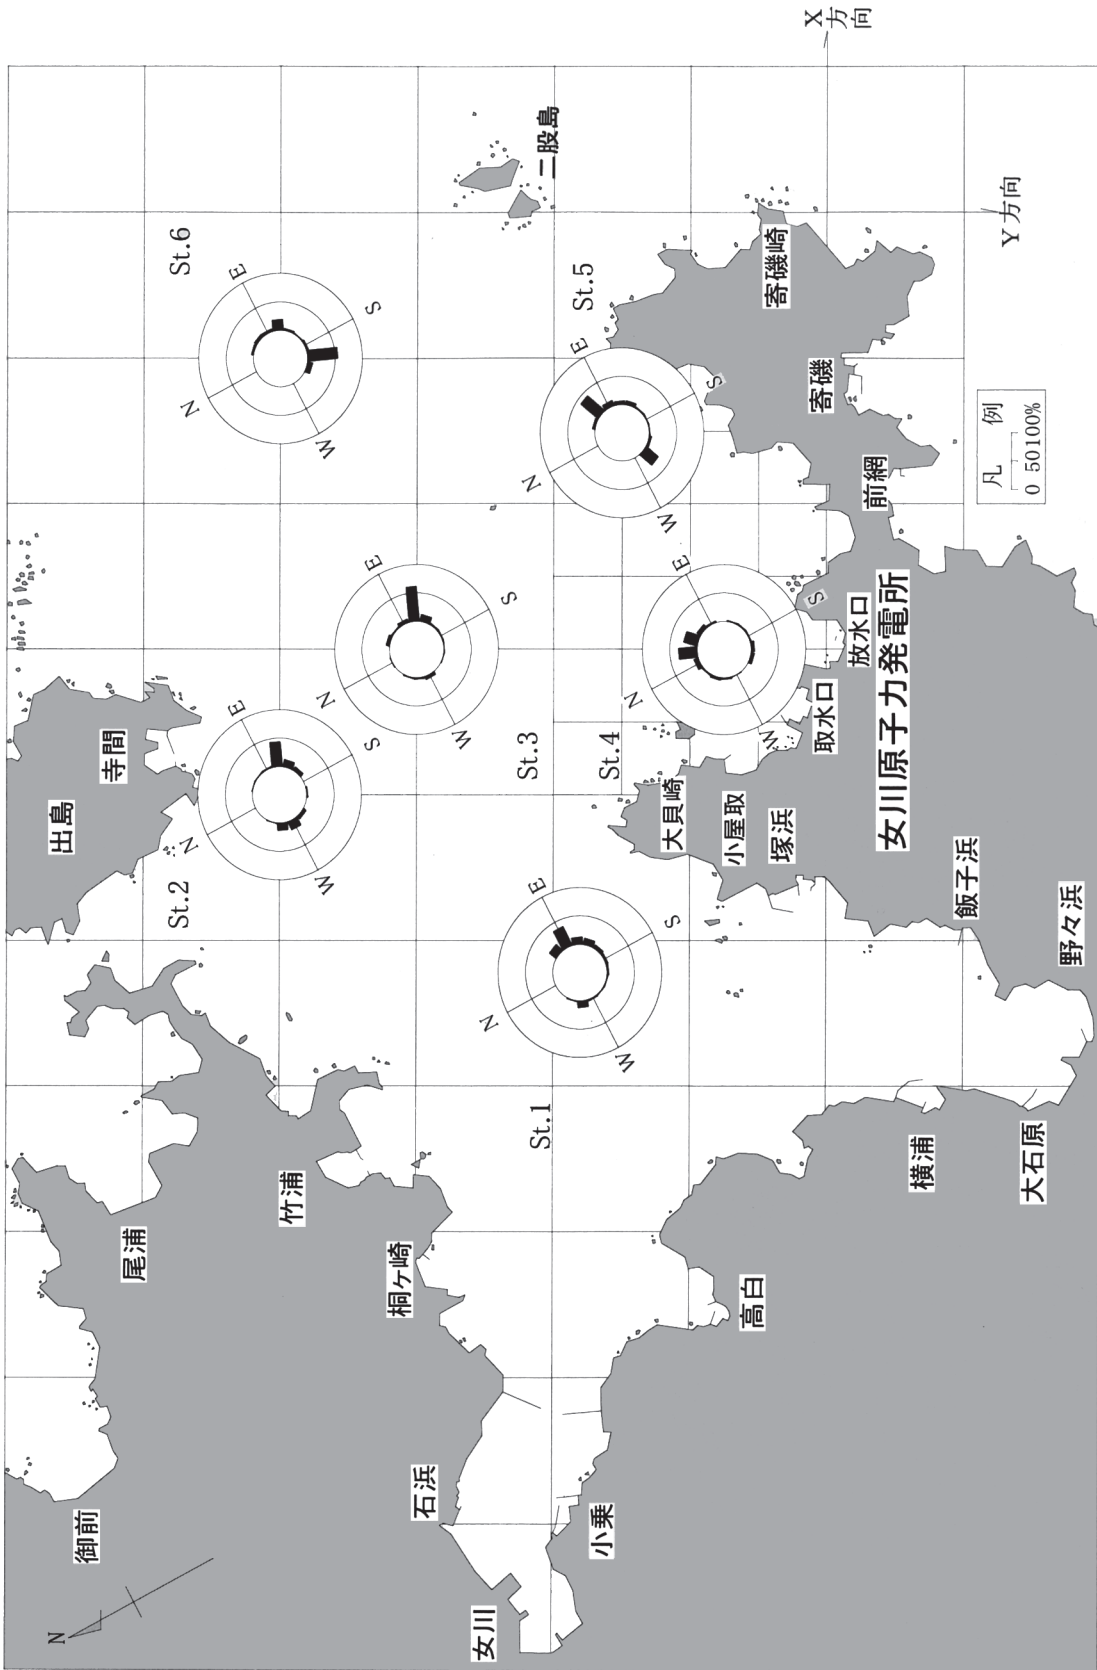 御前
尾浦
出島
寺間
竹浦
桐ケ崎
石浜
女川
小乗
高白
横浦
大石原
野々浜
飯子浜
塚浜
小屋取
大貝崎
取水口
放水口
女川原子力発電所
前網
寄磯
寄磯崎
二股島
St.1
N
E
S
W
St.2
N
E
S
W
St.3
N
E
S
W
St.4
N
E
S
W
St.5
N
E
S
W
St.6
N
E
S
W
N
X方向
Y方向
凡 例
0 50100%